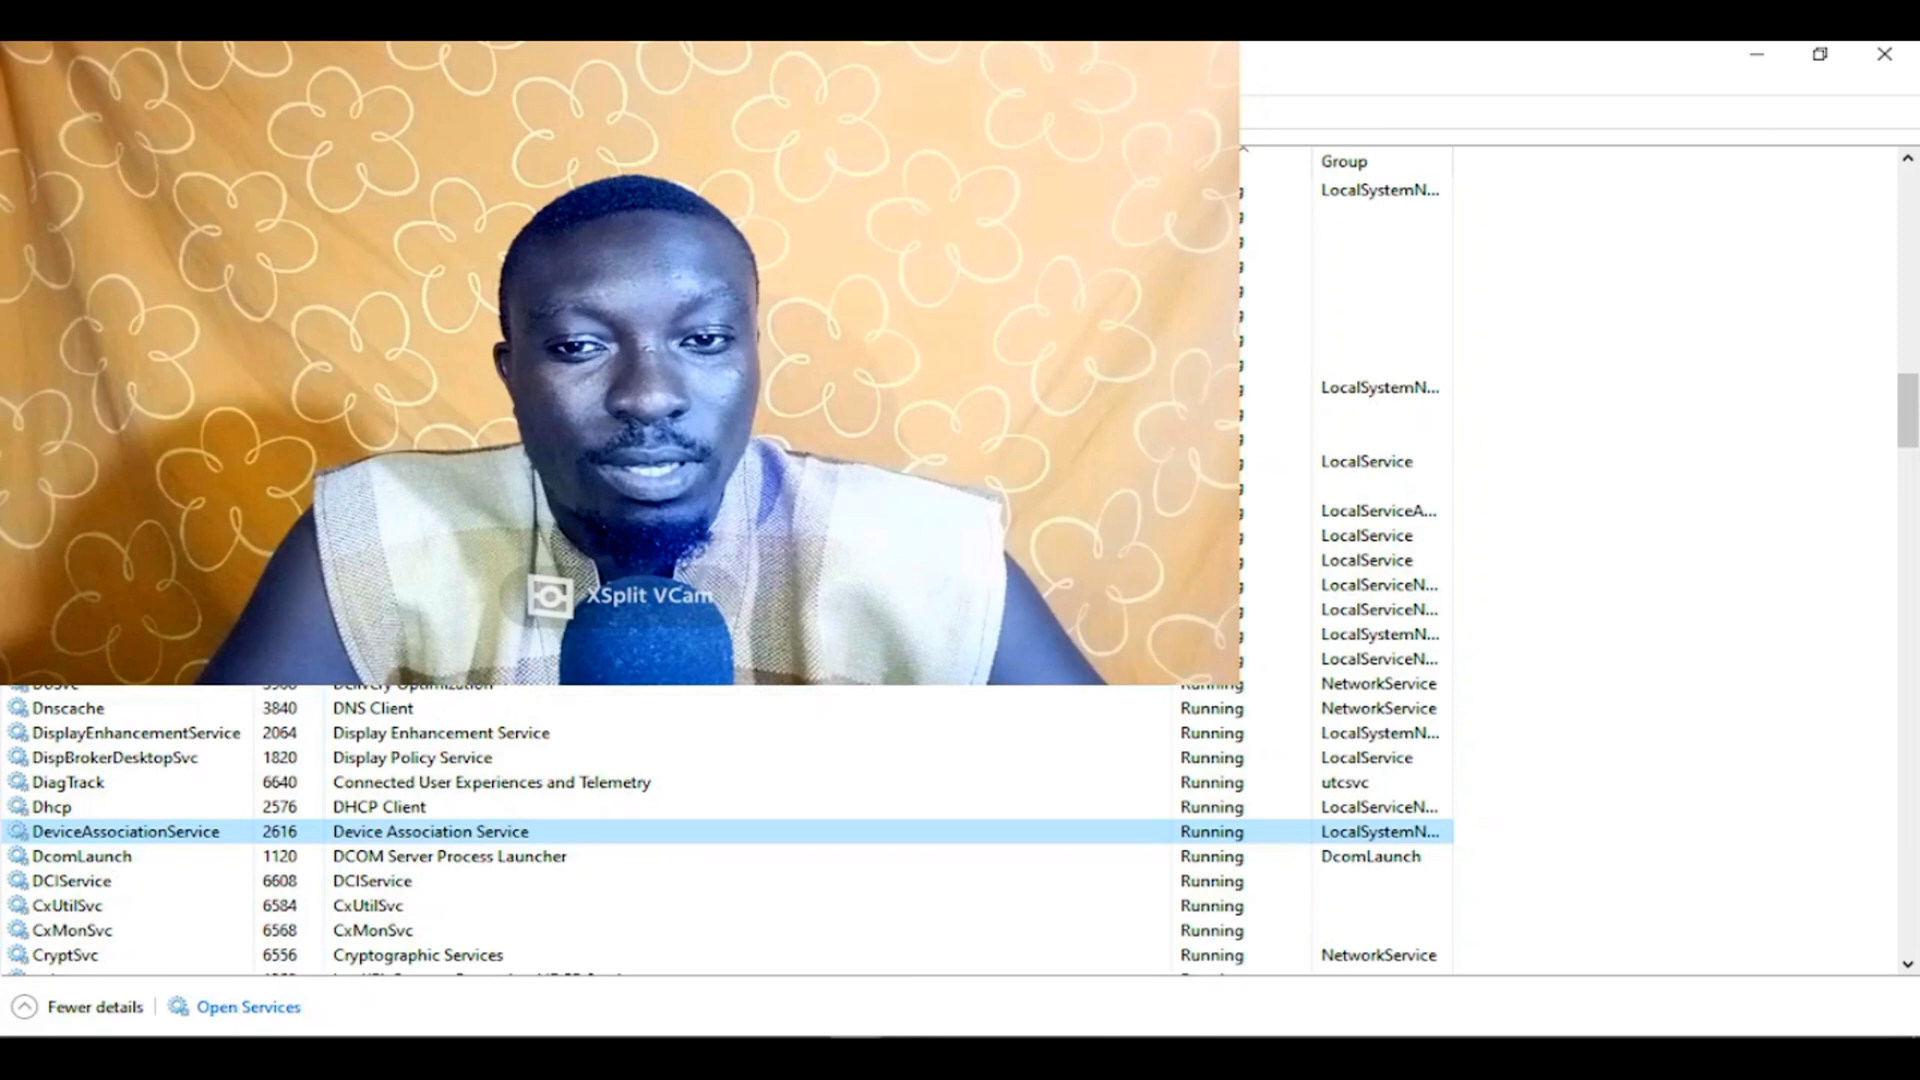 Group
LocalSystemN...
LocalSystemN...
LocalService
LocalServiceA...
LocalService
LocalService
LocalServiceN...
LocalServiceN...
LocalSystemN...
LocalServiceN...
XSplit VCam
Delivery Optimization Running NetworkService
Dnscache 3840 DNS Client Running NetworkService
DisplayEnhancementService 2064 Display Enhancement Service Running LocalSystemN...
DispBrokerDesktopSvc 1820 Display Policy Service Running LocalService
DiagTrack 6640 Connected User Experiences and Telemetry Running utcsvc
Dhcp 2576 DHCP Client Running LocalServiceN...
DeviceAssociationService 2616 Device Association Service Running LocalSystemN...
DcomLaunch 1120 DCOM Server Process Launcher Running DcomLaunch
DCIService 6608 DCIService Running
CxUtilSvc 6584 CxUtilSvc Running
CxMonSvc 6568 CxMonSvc Running
CryptSvc 6556 Cryptographic Services Running NetworkService
Fewer details Open Services